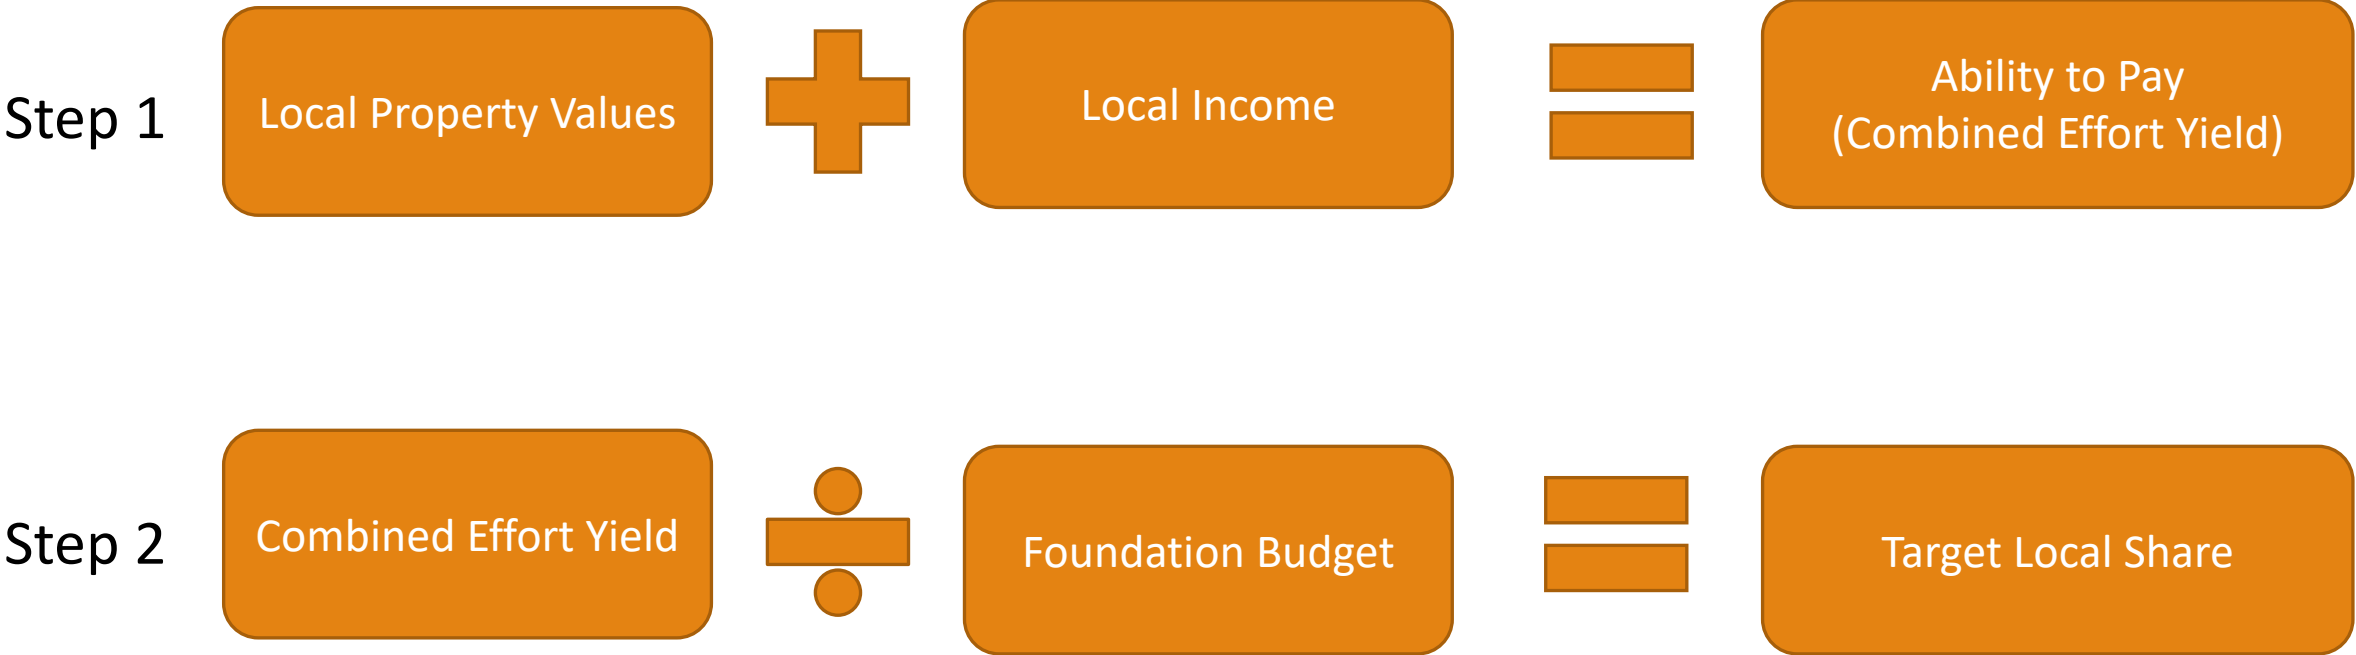 Step 1
Local Property Values
Local Income
Ability to Pay
(Combined Effort Yield)
Step 2
Combined Effort Yield
Foundation Budget
Target Local Share